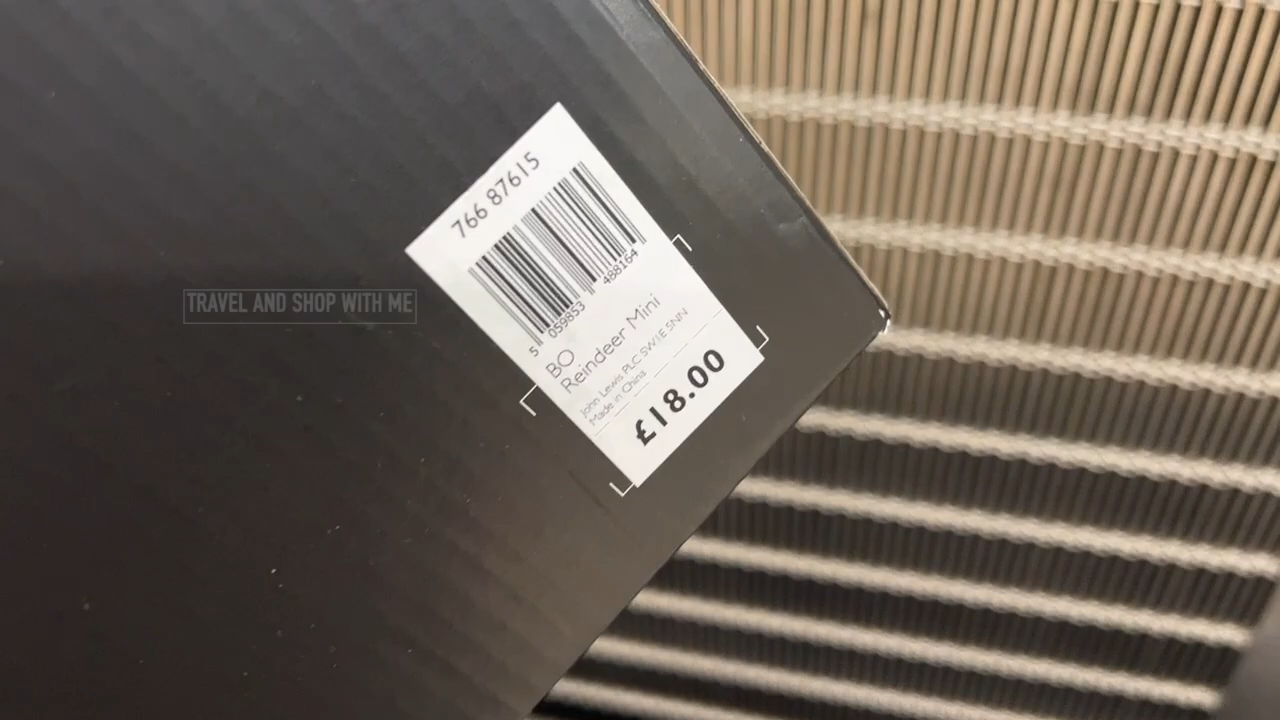 766 87615
5 059853 488164
BO
Reindeer Mini
John Lewis PLC SW1E 5NN
Made in China
£18.00
TRAVEL AND SHOP WITH ME